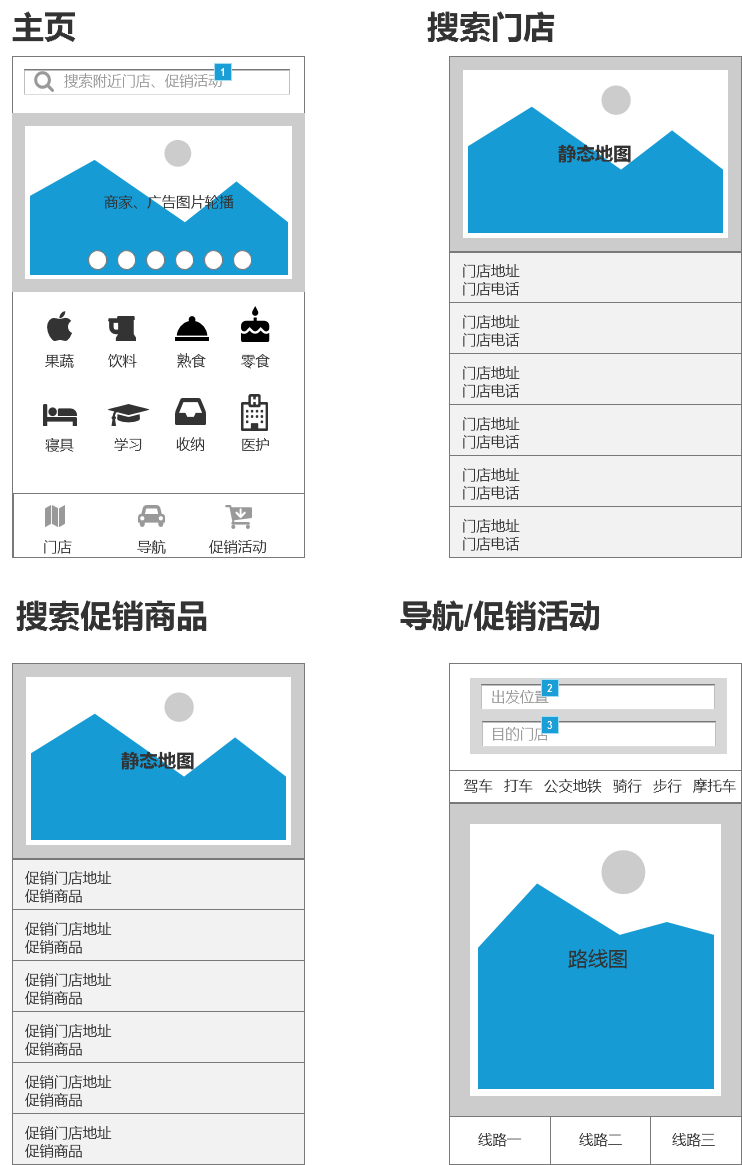 主页
搜索附近门店、促销活动
1
商家、广告图片轮播
果蔬 饮料 熟食 零食
寝具 学习 收纳 医护
门店 导航 促销活动
搜索门店
静态地图
门店地址
门店电话
门店地址
门店电话
门店地址
门店电话
门店地址
门店电话
门店地址
门店电话
门店地址
门店电话
搜索促销商品
静态地图
促销门店地址
促销商品
促销门店地址
促销商品
促销门店地址
促销商品
促销门店地址
促销商品
促销门店地址
促销商品
促销门店地址
促销商品
导航/促销活动
出发位置
2
目的门店
3
驾车 打车 公交地铁 骑行 步行 摩托车
路线图
线路一 线路二 线路三